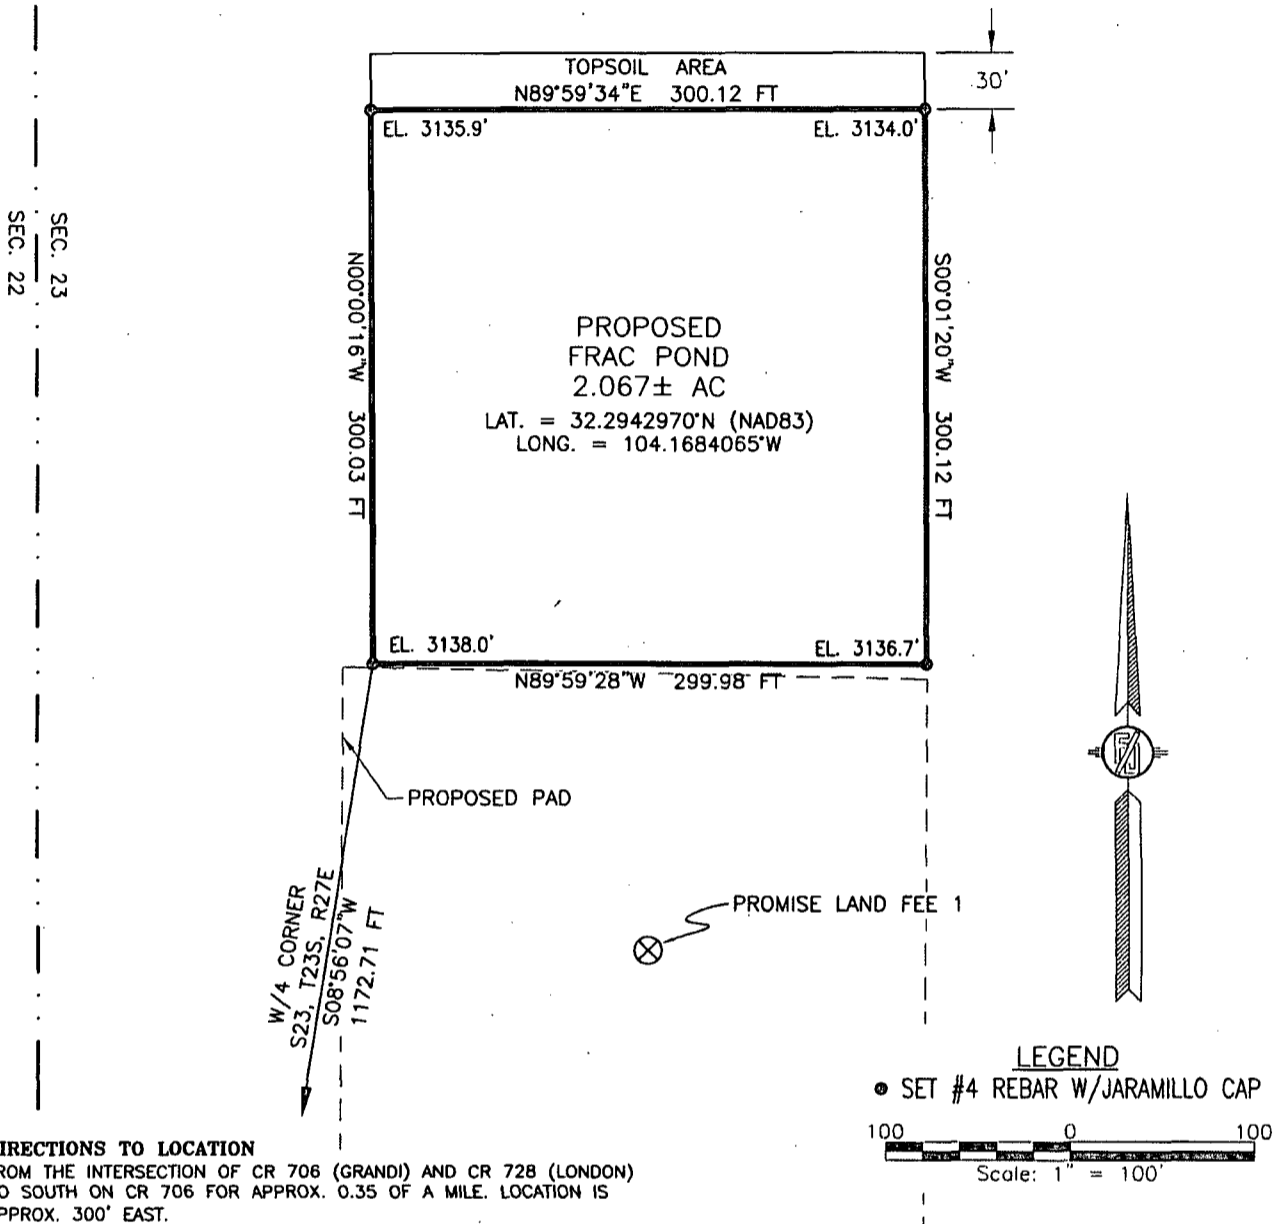 TOPSOIL AREA
N89°59'34"E 300.12 FT
30'
EL. 3135.9'
EL. 3134.0'
SEC. 23
SEC. 22
N00°00'16"W 300.03 FT
S00°01'20"W 300.12 FT
PROPOSED
FRAC POND
2.067± AC
LAT. = 32.2942970°N (NAD83)
LONG. = 104.1684065°W
EL. 3138.0'
EL. 3136.7'
N89°59'28"W 299.98 FT
PROPOSED PAD
W/4 CORNER
S23, T23S, R27E
S08°56'07"W
1172.71 FT
PROMISE LAND FEE 1
LEGEND
SET #4 REBAR W/JARAMILLO CAP
100 0 100
Scale: 1" = 100'
IRECTIONS TO LOCATION
ROM THE INTERSECTION OF CR 706 (GRANDI) AND CR 728 (LONDON)
O SOUTH ON CR 706 FOR APPROX. 0.35 OF A MILE. LOCATION IS
PPROX. 300' EAST.